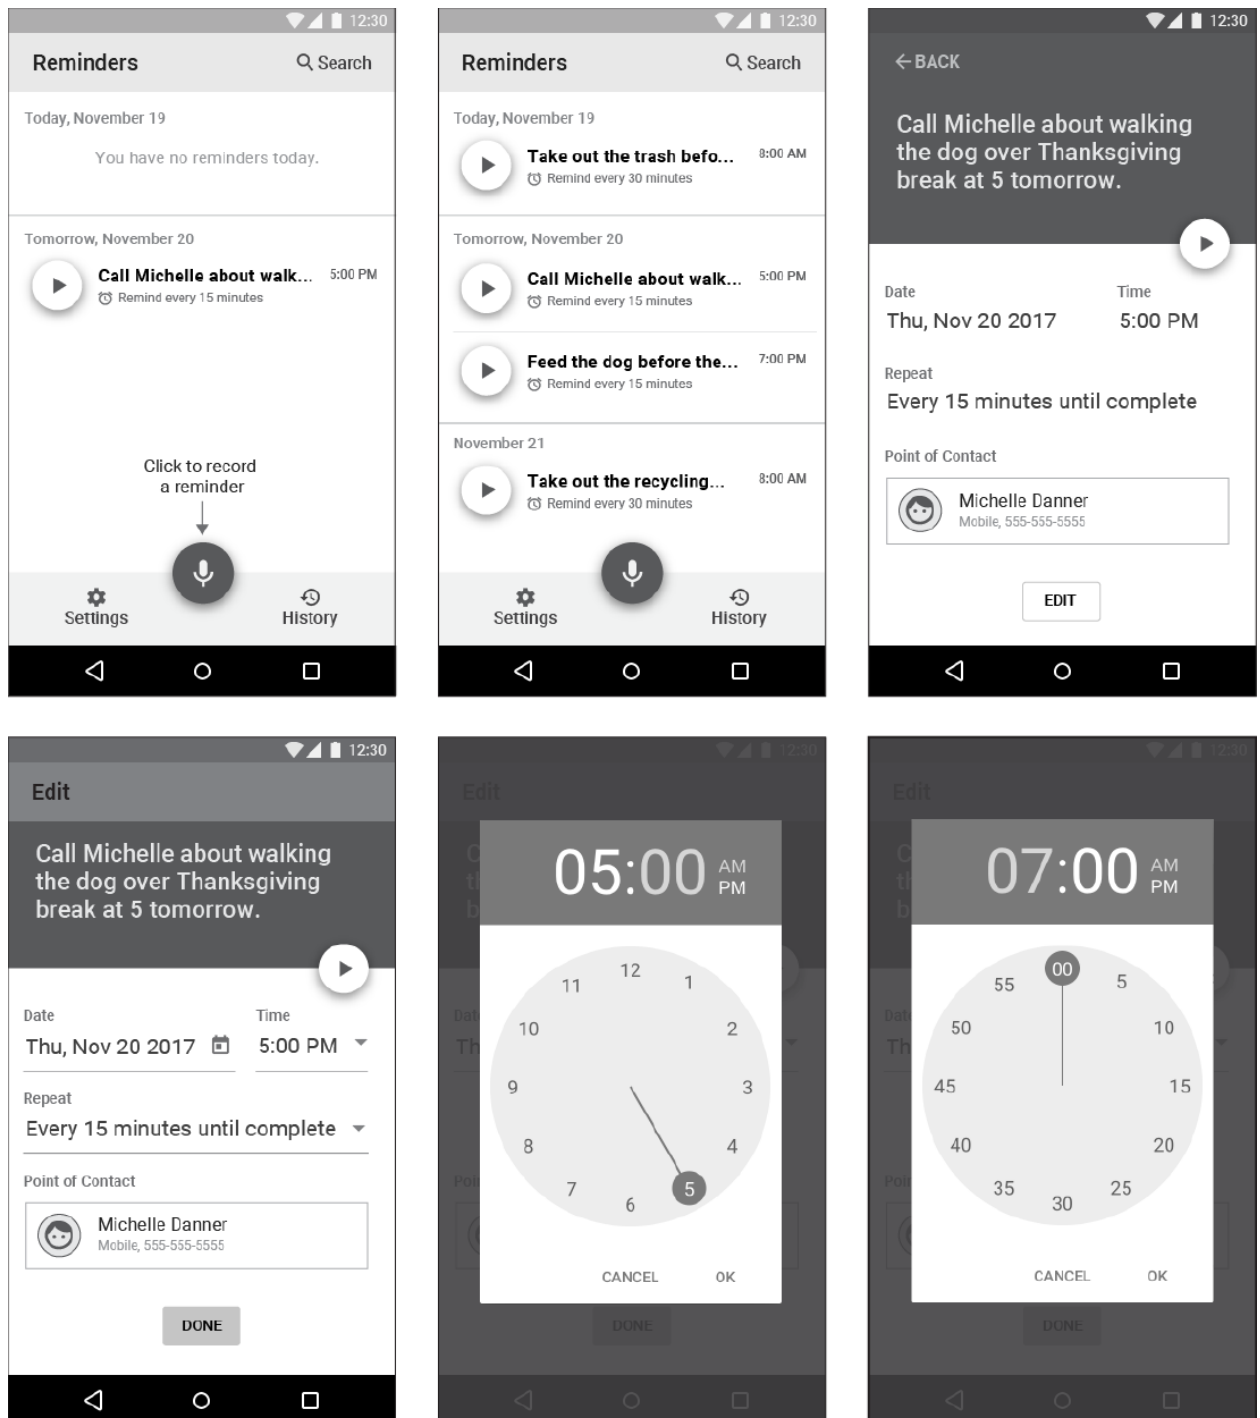 12:30
Reminders
Search
Today, November 19
You have no reminders today.
Tomorrow, November 20
Call Michelle about walk...
5:00 PM
Remind every 15 minutes
Click to record
a reminder
Settings
History
12:30
Reminders
Search
Today, November 19
Take out the trash befo...
8:00 AM
Remind every 30 minutes
Tomorrow, November 20
Call Michelle about walk...
5:00 PM
Remind every 15 minutes
Feed the dog before the...
7:00 PM
Remind every 15 minutes
November 21
Take out the recycling...
8:00 AM
Remind every 30 minutes
Settings
History
12:30
BACK
Call Michelle about walking
the dog over Thanksgiving
break at 5 tomorrow.
Date
Time
Thu, Nov 20 2017
5:00 PM
Repeat
Every 15 minutes until complete
Point of Contact
Michelle Danner
Mobile, 555-555-5555
EDIT
12:30
Edit
Call Michelle about walking
the dog over Thanksgiving
break at 5 tomorrow.
Date
Time
Thu, Nov 20 2017
5:00 PM
Repeat
Every 15 minutes until complete
Point of Contact
Michelle Danner
Mobile, 555-555-5555
DONE
12:30
Edit
05:00
AM
PM
12
11
1
10
2
9
3
8
4
7
5
6
CANCEL
OK
DONE
12:30
Edit
07:00
AM
PM
00
55
5
50
10
45
15
40
20
35
25
30
CANCEL
OK
DONE